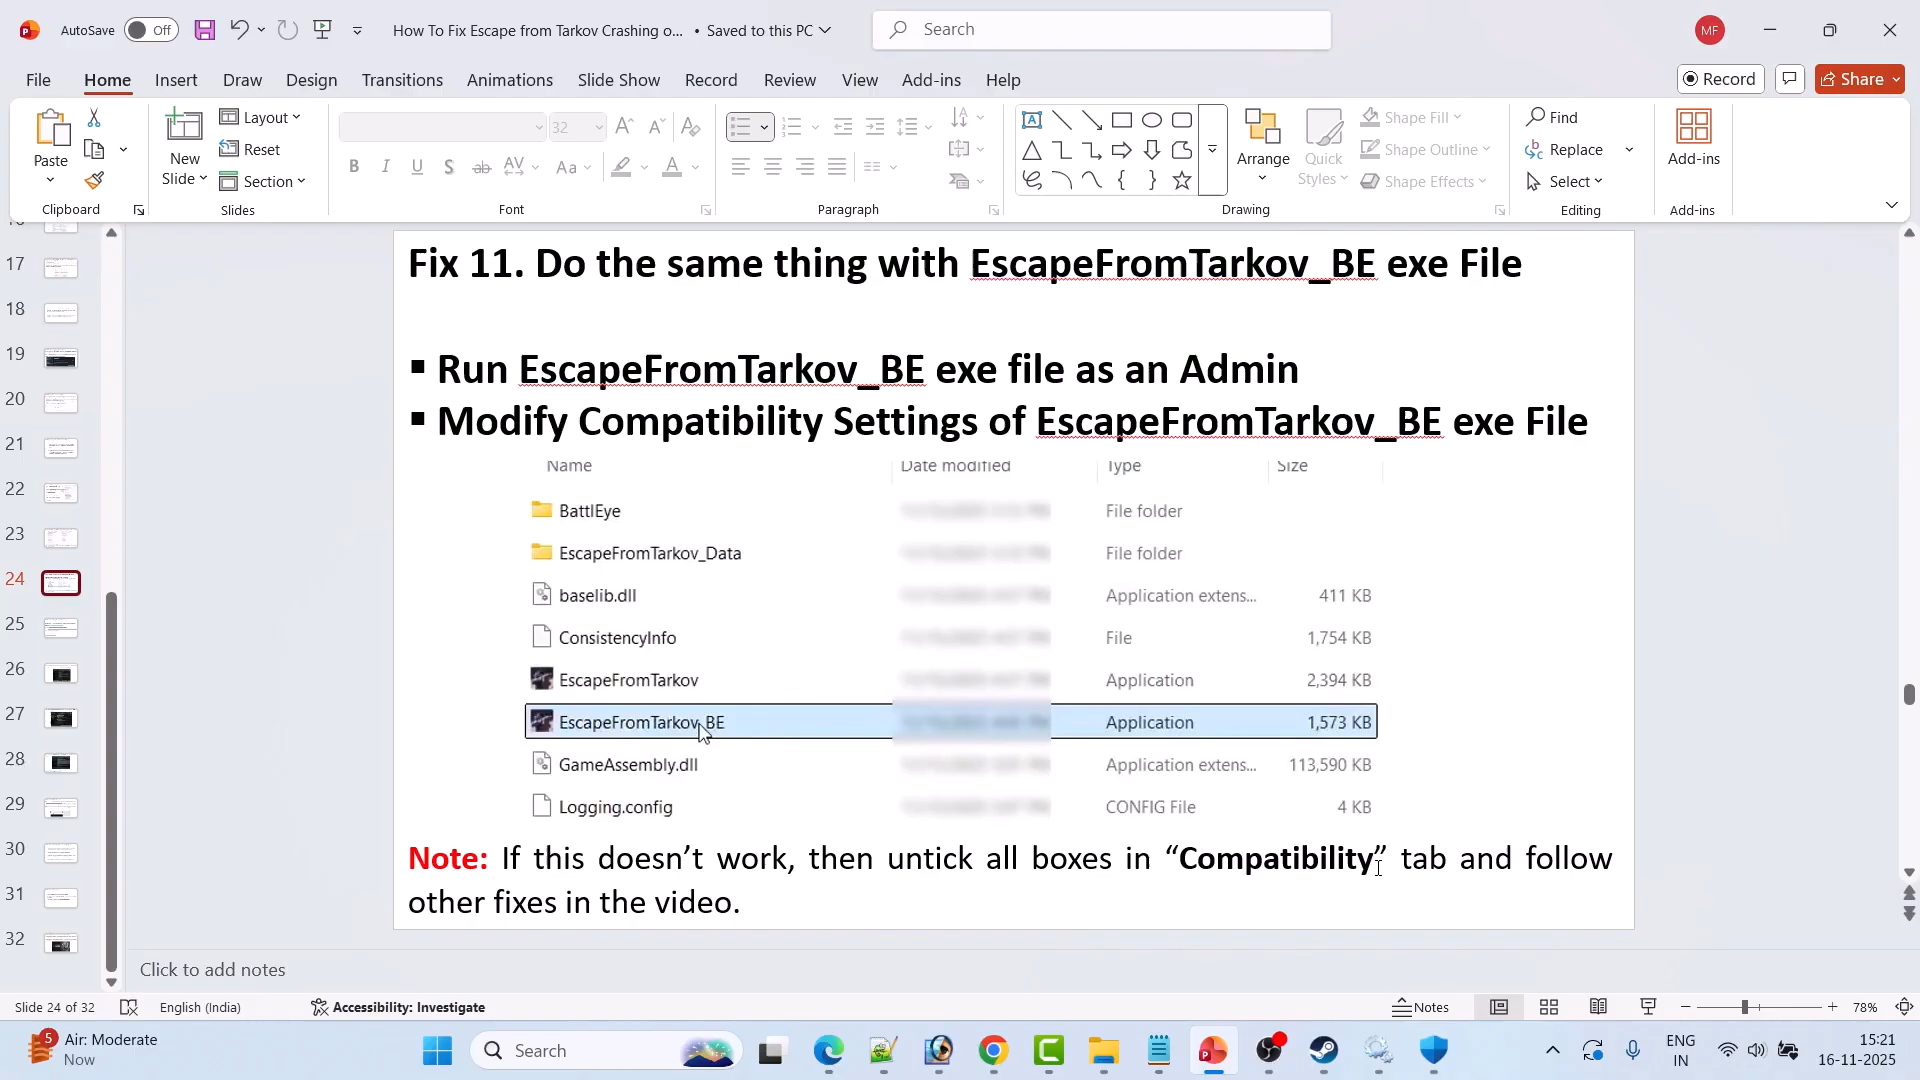 AutoSave Off How To Fix Escape from Tarkov Crashing o... • Saved to this PC Search MF
File Home Insert Draw Design Transitions Animations Slide Show Record Review View Add-ins Help Record Share
Paste New Slide Layout Reset Section 32 Arrange Quick Styles Shape Fill Shape Outline Shape Effects Find Replace Select Add-ins
Clipboard Slides Font Paragraph Drawing Editing Add-ins
17
18
19
20
21
22
23
24
25
26
27
28
29
30
31
32
Fix 11. Do the same thing with EscapeFromTarkov_BE exe File
▪ Run EscapeFromTarkov_BE exe file as an Admin
▪ Modify Compatibility Settings of EscapeFromTarkov_BE exe File
Name Date modified Type Size
BattlEye File folder
EscapeFromTarkov_Data File folder
baselib.dll Application extens... 411 KB
ConsistencyInfo File 1,754 KB
EscapeFromTarkov Application 2,394 KB
EscapeFromTarkov_BE Application 1,573 KB
GameAssembly.dll Application extens... 113,590 KB
Logging.config CONFIG File 4 KB
Note: If this doesn’t work, then untick all boxes in “Compatibility” tab and follow
other fixes in the video.
Click to add notes
Slide 24 of 32 English (India) Accessibility: Investigate Notes 78%
5 Air: Moderate Search ENG 15:21
Now IN 16-11-2025